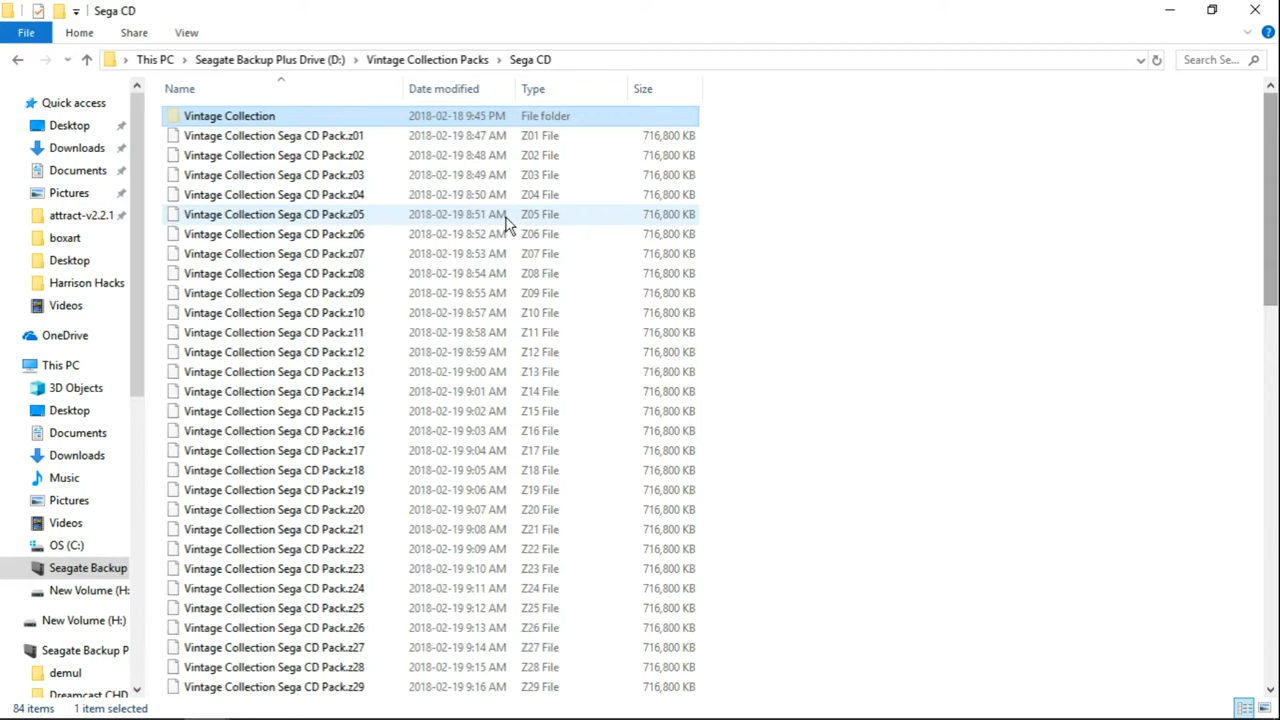 Sega CD
File Home Share View
This PC Seagate Backup Plus Drive (D:) Vintage Collection Packs Sega CD Search Se...
Name Date modified Type Size
Quick access
Desktop
Downloads
Documents
Pictures
attract-v2.2.1
boxart
Desktop
Harrison Hacks
Videos
OneDrive
This PC
3D Objects
Desktop
Documents
Downloads
Music
Pictures
Videos
OS (C:)
Seagate Backup
New Volume (H:
New Volume (H:)
Seagate Backup P
demul
Dreamcast CHD
Vintage Collection 2018-02-18 9:45 PM File folder
Vintage Collection Sega CD Pack.z01 2018-02-19 8:47 AM Z01 File 716,800 KB
Vintage Collection Sega CD Pack.z02 2018-02-19 8:48 AM Z02 File 716,800 KB
Vintage Collection Sega CD Pack.z03 2018-02-19 8:49 AM Z03 File 716,800 KB
Vintage Collection Sega CD Pack.z04 2018-02-19 8:50 AM Z04 File 716,800 KB
Vintage Collection Sega CD Pack.z05 2018-02-19 8:51 AM Z05 File 716,800 KB
Vintage Collection Sega CD Pack.z06 2018-02-19 8:52 AM Z06 File 716,800 KB
Vintage Collection Sega CD Pack.z07 2018-02-19 8:53 AM Z07 File 716,800 KB
Vintage Collection Sega CD Pack.z08 2018-02-19 8:54 AM Z08 File 716,800 KB
Vintage Collection Sega CD Pack.z09 2018-02-19 8:55 AM Z09 File 716,800 KB
Vintage Collection Sega CD Pack.z10 2018-02-19 8:57 AM Z10 File 716,800 KB
Vintage Collection Sega CD Pack.z11 2018-02-19 8:58 AM Z11 File 716,800 KB
Vintage Collection Sega CD Pack.z12 2018-02-19 8:59 AM Z12 File 716,800 KB
Vintage Collection Sega CD Pack.z13 2018-02-19 9:00 AM Z13 File 716,800 KB
Vintage Collection Sega CD Pack.z14 2018-02-19 9:01 AM Z14 File 716,800 KB
Vintage Collection Sega CD Pack.z15 2018-02-19 9:02 AM Z15 File 716,800 KB
Vintage Collection Sega CD Pack.z16 2018-02-19 9:03 AM Z16 File 716,800 KB
Vintage Collection Sega CD Pack.z17 2018-02-19 9:04 AM Z17 File 716,800 KB
Vintage Collection Sega CD Pack.z18 2018-02-19 9:05 AM Z18 File 716,800 KB
Vintage Collection Sega CD Pack.z19 2018-02-19 9:06 AM Z19 File 716,800 KB
Vintage Collection Sega CD Pack.z20 2018-02-19 9:07 AM Z20 File 716,800 KB
Vintage Collection Sega CD Pack.z21 2018-02-19 9:08 AM Z21 File 716,800 KB
Vintage Collection Sega CD Pack.z22 2018-02-19 9:09 AM Z22 File 716,800 KB
Vintage Collection Sega CD Pack.z23 2018-02-19 9:10 AM Z23 File 716,800 KB
Vintage Collection Sega CD Pack.z24 2018-02-19 9:11 AM Z24 File 716,800 KB
Vintage Collection Sega CD Pack.z25 2018-02-19 9:12 AM Z25 File 716,800 KB
Vintage Collection Sega CD Pack.z26 2018-02-19 9:13 AM Z26 File 716,800 KB
Vintage Collection Sega CD Pack.z27 2018-02-19 9:14 AM Z27 File 716,800 KB
Vintage Collection Sega CD Pack.z28 2018-02-19 9:15 AM Z28 File 716,800 KB
Vintage Collection Sega CD Pack.z29 2018-02-19 9:16 AM Z29 File 716,800 KB
84 items 1 item selected